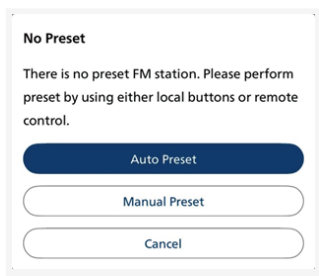 No Preset
There is no preset FM station. Please perform
preset by using either local buttons or remote
control.
Auto Preset
Manual Preset
Cancel